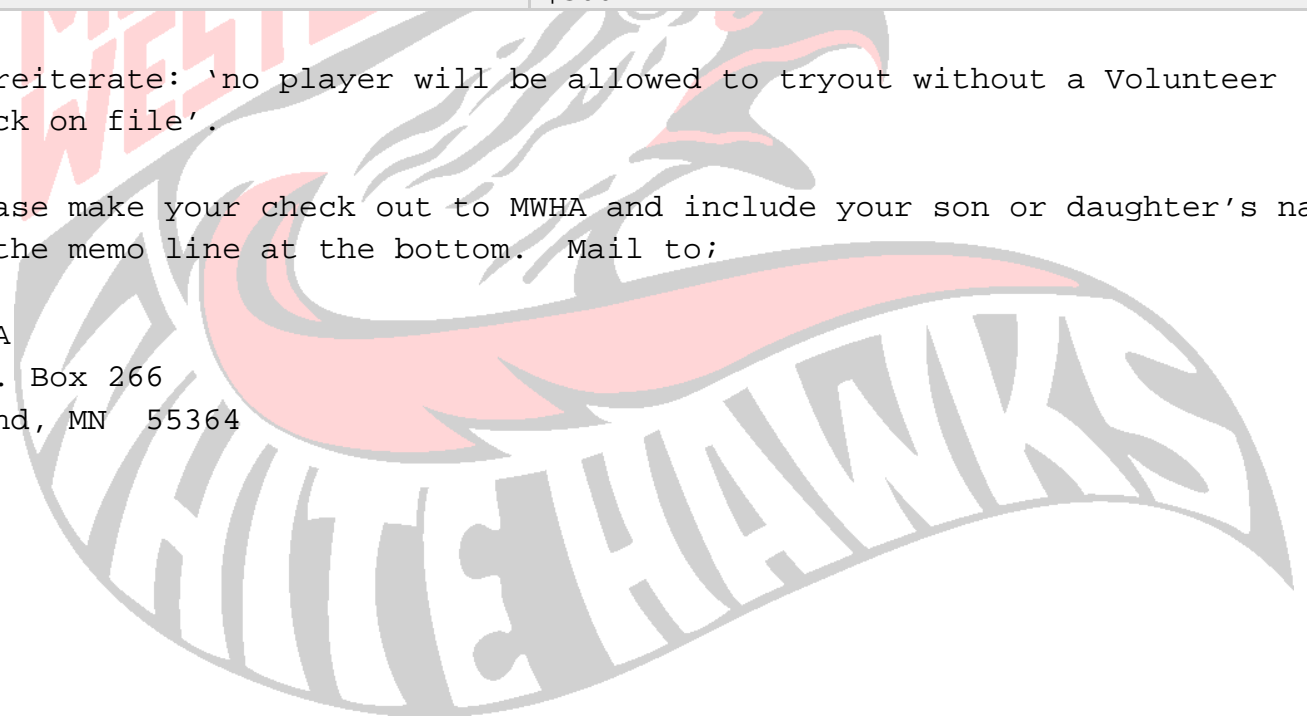 reiterate: ‘no player will be allowed to tryout without a Volunteer
ck on file’.
ase make your check out to MWHA and include your son or daughter’s na
the memo line at the bottom.  Mail to;
A
. Box 266
nd, MN  55364
WHITE HAWKS